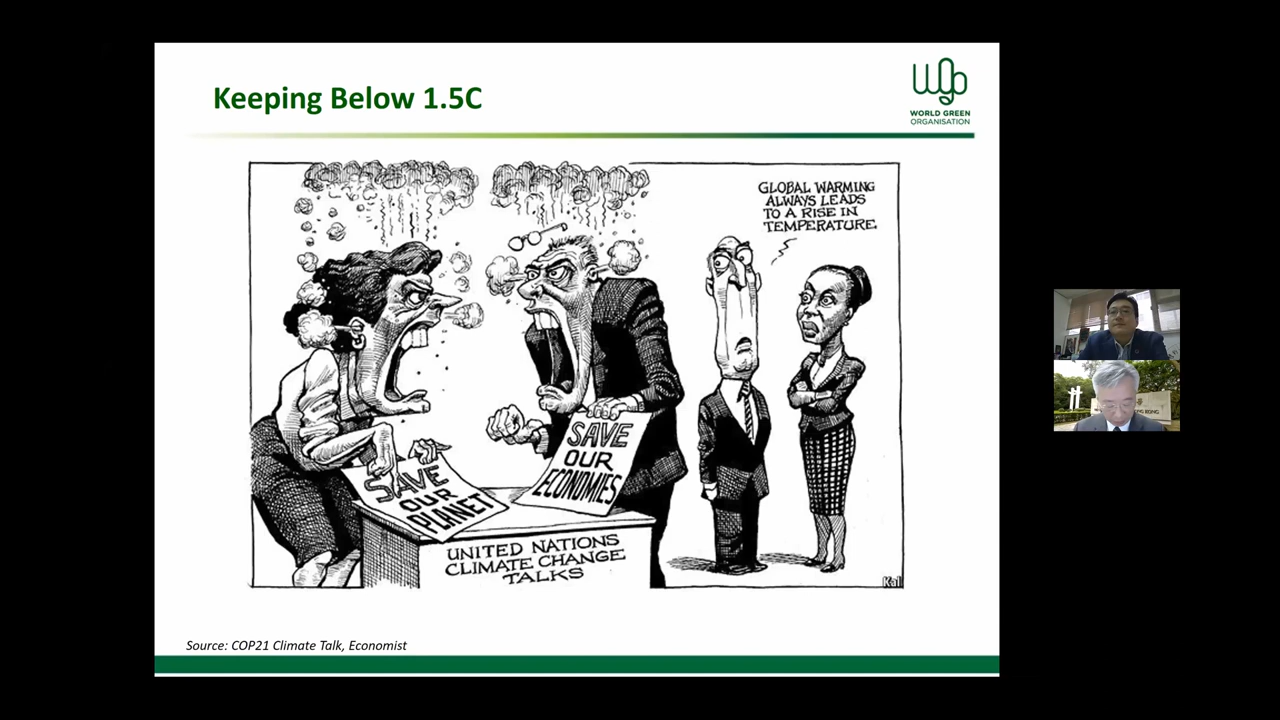 Keeping Below 1.5C
WORLD GREEN
ORGANISATION
GLOBAL WARMING
ALWAYS LEADS
TO A RISE IN
TEMPERATURE.
SAVE
OUR
PLANET
SAVE
OUR
ECONOMIES
UNITED NATIONS
CLIMATE CHANGE
TALKS
Kal
Source: COP21 Climate Talk, Economist